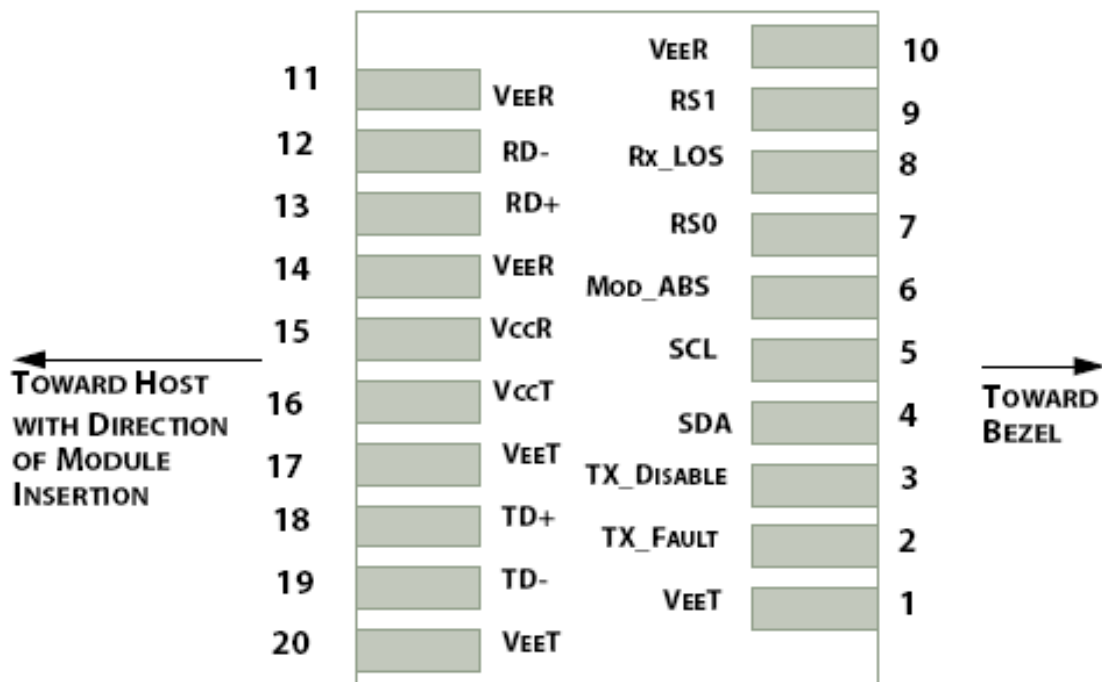 11 VEER
12 RD-
13 RD+
14 VEER
15 VCCR
16 VCCT
17 VEET
18 TD+
19 TD-
20 VEET
VEER 10
RS1 9
RX_LOS 8
RS0 7
MOD_ABS 6
SCL 5
SDA 4
TX_DISABLE 3
TX_FAULT 2
VEET 1
TOWARD HOST
WITH DIRECTION
OF MODULE
INSERTION
TOWARD
BEZEL